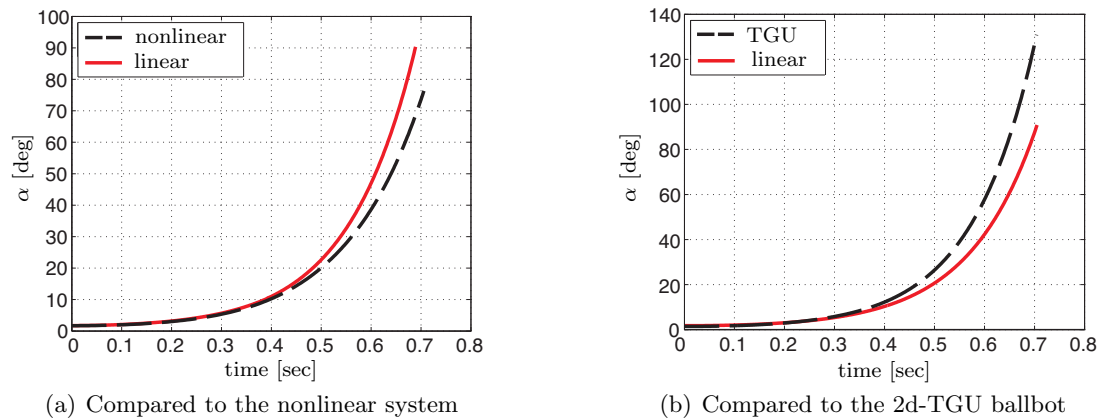 100
90
80
70
60
50
40
30
20
10
0
0 0.1 0.2 0.3 0.4 0.5 0.6 0.7 0.8
α [deg]
time [sec]
nonlinear
linear
(a) Compared to the nonlinear system
140
120
100
80
60
40
20
0
0 0.1 0.2 0.3 0.4 0.5 0.6 0.7 0.8
α [deg]
time [sec]
TGU
linear
(b) Compared to the 2d-TGU ballbot